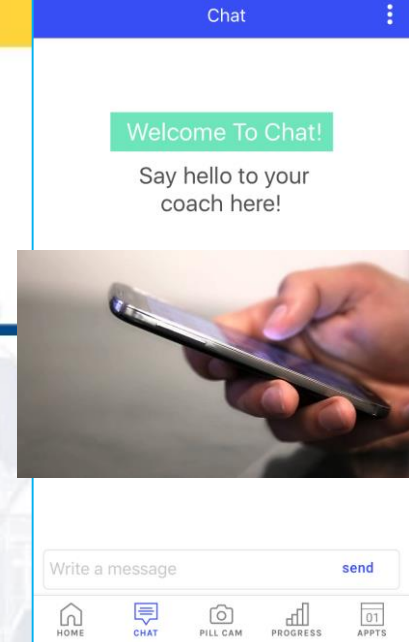 Chat
Welcome To Chat!
Say hello to your
coach here!
Write a message
send
HOME
CHAT
PILL CAM
PROGRESS
01
APPTS